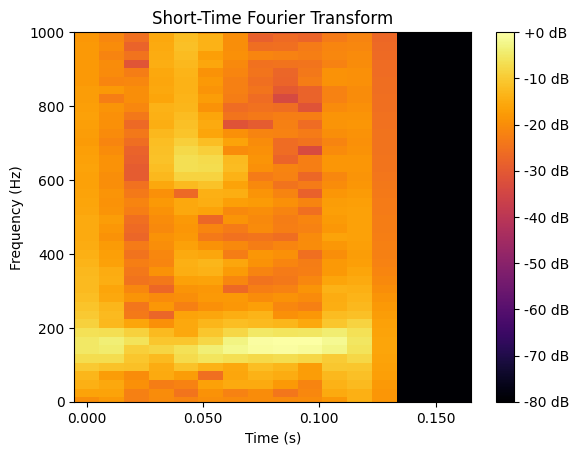 Short-Time Fourier Transform
1000
800
600
400
200
0
Frequency (Hz)
0.000
0.050
0.100
0.150
Time (s)
+0 dB
-10 dB
-20 dB
-30 dB
-40 dB
-50 dB
-60 dB
-70 dB
-80 dB